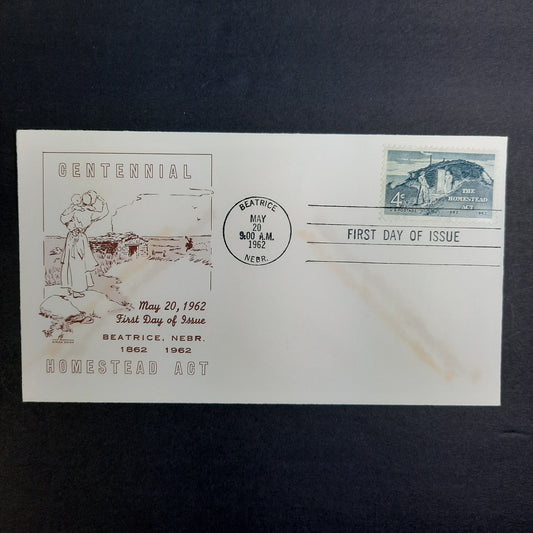 CENTENNIAL
May 20, 1962
First Day of Issue
BEATRICE, NEBR.
1862 1962
HOMESTEAD ACT
BEATRICE
MAY
20
9:00 A.M.
1962
NEBR.
4c
THE
HOMESTEAD
ACT
FIRST DAY OF ISSUE